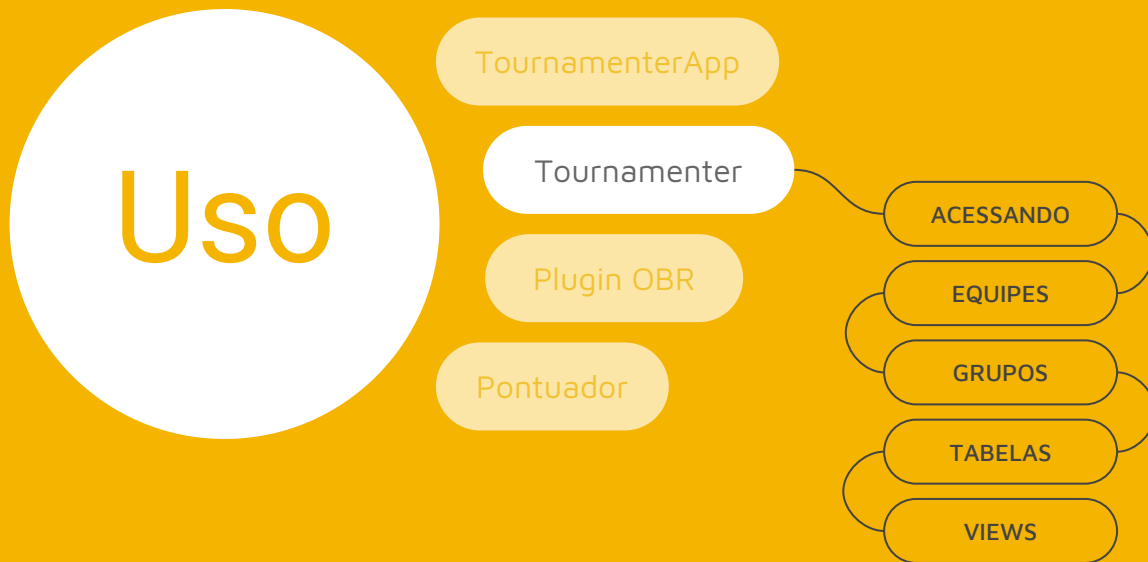 Uso
TournamenterApp
Tournamenter
Plugin OBR
Pontuador
ACESSANDO
EQUIPES
GRUPOS
TABELAS
VIEWS